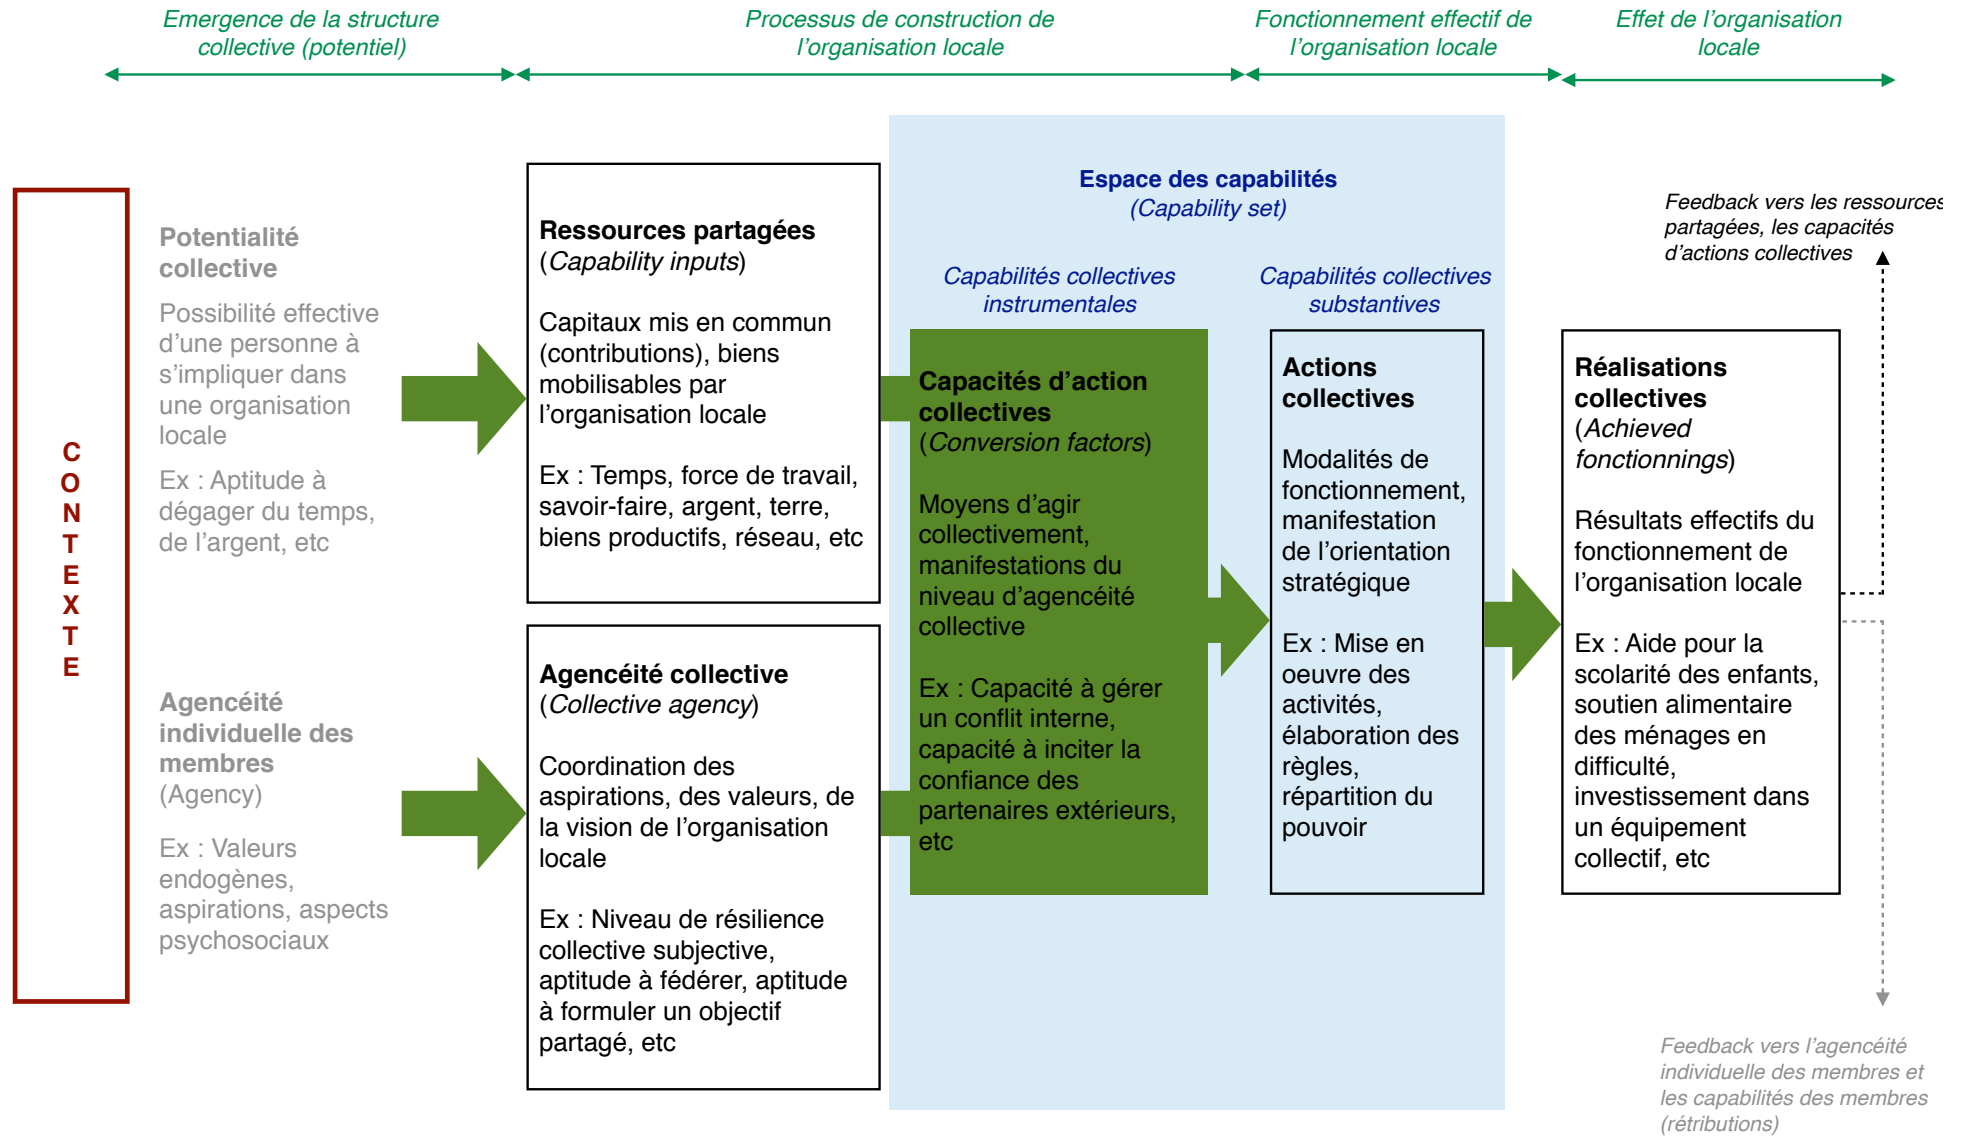 Emergence de la structure
collective (potentiel)
Processus de construction de
l’organisation locale
Fonctionnement effectif de
l’organisation locale
Effet de l’organisation
locale
C
O
N
T
E
X
T
E
Potentialité
collective
Possibilité effective
d’une personne à
s’impliquer dans
une organisation
locale
Ex : Aptitude à
dégager du temps,
de l’argent, etc
Agencéité
individuelle des
membres
(Agency)
Ex : Valeurs
endogènes,
aspirations, aspects
psychosociaux
Ressources partagées
(Capability inputs)
Capitaux mis en commun
(contributions), biens
mobilisables par
l’organisation locale
Ex : Temps, force de travail,
savoir-faire, argent, terre,
biens productifs, réseau, etc
Agencéité collective
(Collective agency)
Coordination des
aspirations, des valeurs, de
la vision de l’organisation
locale
Ex : Niveau de résilience
collective subjective,
aptitude à fédérer, aptitude
à formuler un objectif
partagé, etc
Espace des capabilités
(Capability set)
Capabilités collectives
instrumentales
Capacités d’action
collectives
(Conversion factors)
Moyens d’agir
collectivement,
manifestations du
niveau d’agencéité
collective
Ex : Capacité à gérer
un conflit interne,
capacité à inciter la
confiance des
partenaires extérieurs,
etc
Capabilités collectives
substantives
Actions
collectives
Modalités de
fonctionnement,
manifestation
de l’orientation
stratégique
Ex : Mise en
oeuvre des
activités,
élaboration des
règles,
répartition du
pouvoir
Feedback vers les ressources
partagées, les capacités
d’actions collectives
Réalisations
collectives
(Achieved
fonctionnings)
Résultats effectifs du
fonctionnement de
l’organisation locale
Ex : Aide pour la
scolarité des enfants,
soutien alimentaire
des ménages en
difficulté,
investissement dans
un équipement
collectif, etc
Feedback vers l’agencéité
individuelle des membres et
les capabilités des membres
(rétributions)